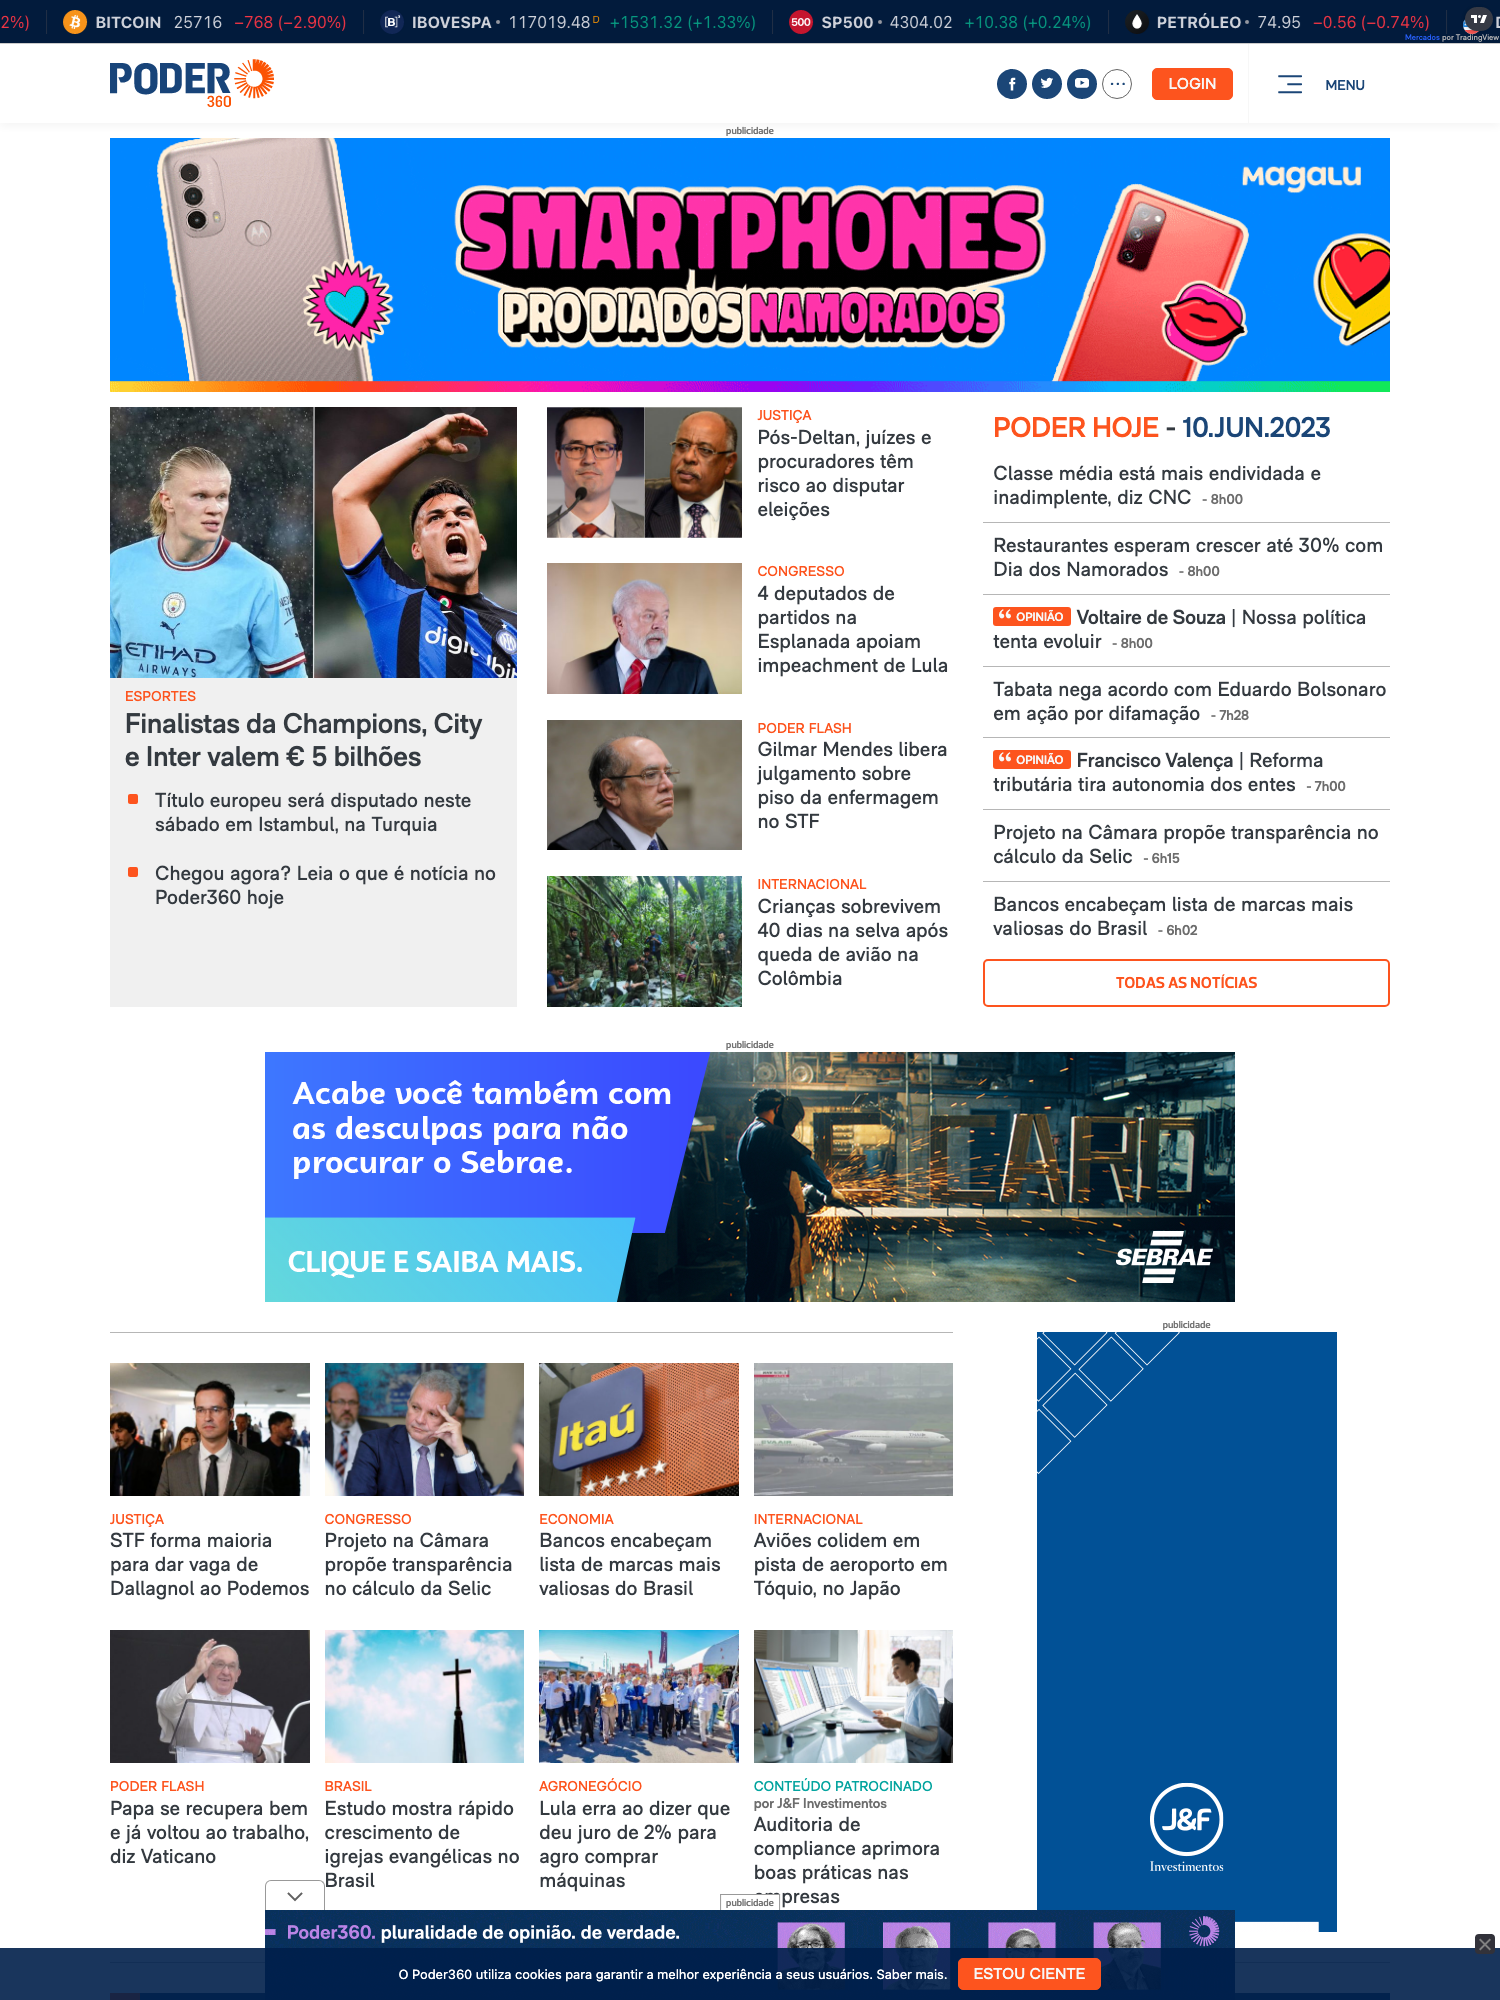 2%)
BITCOIN 25716 −768 (−2.90%)
IBOVESPA 117019.48 D +1531.32 (+1.33%)
500 SP500 4304.02 +10.38 (+0.24%)
PETRÓLEO 74.95 −0.56 (−0.74%)
D
Mercados por TradingView
PODER
360
LOGIN
MENU
publicidade
magalu
SMARTPHONES
PRO DIA DOS NAMORADOS
ETIHAD
AIRWAYS
ESPORTES
Finalistas da Champions, City
e Inter valem € 5 bilhões
Título europeu será disputado neste
sábado em Istambul, na Turquia
Chegou agora? Leia o que é notícia no
Poder360 hoje
JUSTIÇA
Pós-Deltan, juízes e
procuradores têm
risco ao disputar
eleições
CONGRESSO
4 deputados de
partidos na
Esplanada apoiam
impeachment de Lula
PODER FLASH
Gilmar Mendes libera
julgamento sobre
piso da enfermagem
no STF
INTERNACIONAL
Crianças sobrevivem
40 dias na selva após
queda de avião na
Colômbia
PODER HOJE - 10.JUN.2023
Classe média está mais endividada e
inadimplente, diz CNC - 8h00
Restaurantes esperam crescer até 30% com
Dia dos Namorados - 8h00
“ OPINIÃO Voltaire de Souza | Nossa política
tenta evoluir - 8h00
Tabata nega acordo com Eduardo Bolsonaro
em ação por difamação - 7h28
“ OPINIÃO Francisco Valença | Reforma
tributária tira autonomia dos entes - 7h00
Projeto na Câmara propõe transparência no
cálculo da Selic - 6h15
Bancos encabeçam lista de marcas mais
valiosas do Brasil - 6h02
TODAS AS NOTÍCIAS
publicidade
Acabe você também com
as desculpas para não
procurar o Sebrae.
CLIQUE E SAIBA MAIS.
SEBRAE
publicidade
Itaú
JUSTIÇA
STF forma maioria
para dar vaga de
Dallagnol ao Podemos
CONGRESSO
Projeto na Câmara
propõe transparência
no cálculo da Selic
ECONOMIA
Bancos encabeçam
lista de marcas mais
valiosas do Brasil
INTERNACIONAL
Aviões colidem em
pista de aeroporto em
Tóquio, no Japão
PODER FLASH
Papa se recupera bem
e já voltou ao trabalho,
diz Vaticano
BRASIL
Estudo mostra rápido
crescimento de
igrejas evangélicas no
Brasil
AGRONEGÓCIO
Lula erra ao dizer que
deu juro de 2% para
agro comprar
máquinas
CONTEÚDO PATROCINADO
por J&F Investimentos
Auditoria de
compliance aprimora
boas práticas nas
empresas
J&F
Investimentos
publicidade
Poder360. pluralidade de opinião. de verdade.
O Poder360 utiliza cookies para garantir a melhor experiência a seus usuários. Saber mais.
ESTOU CIENTE